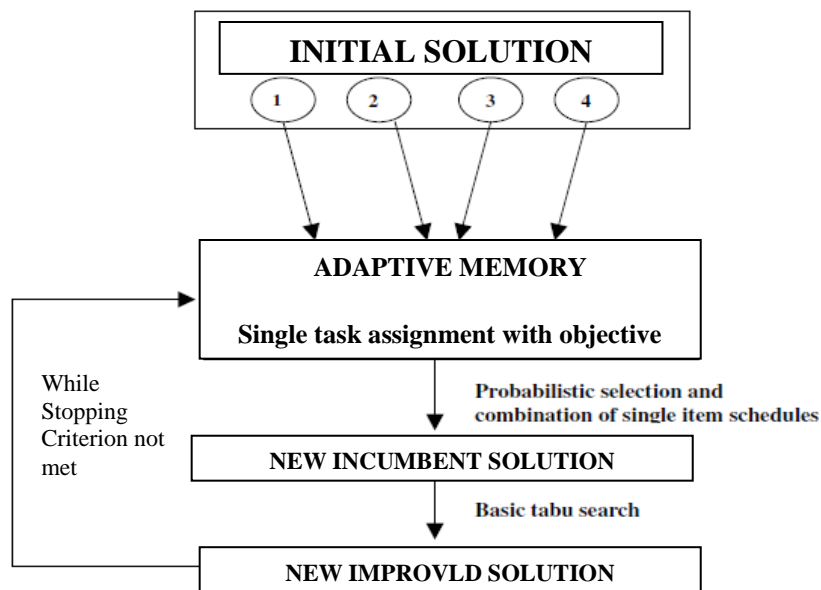 INITIAL SOLUTION
1 2 3 4
ADAPTIVE MEMORY
Single task assignment with objective
While
Stopping
Criterion not
met
Probabilistic selection and
combination of single item schedules
NEW INCUMBENT SOLUTION
Basic tabu search
NEW IMPROVLD SOLUTION